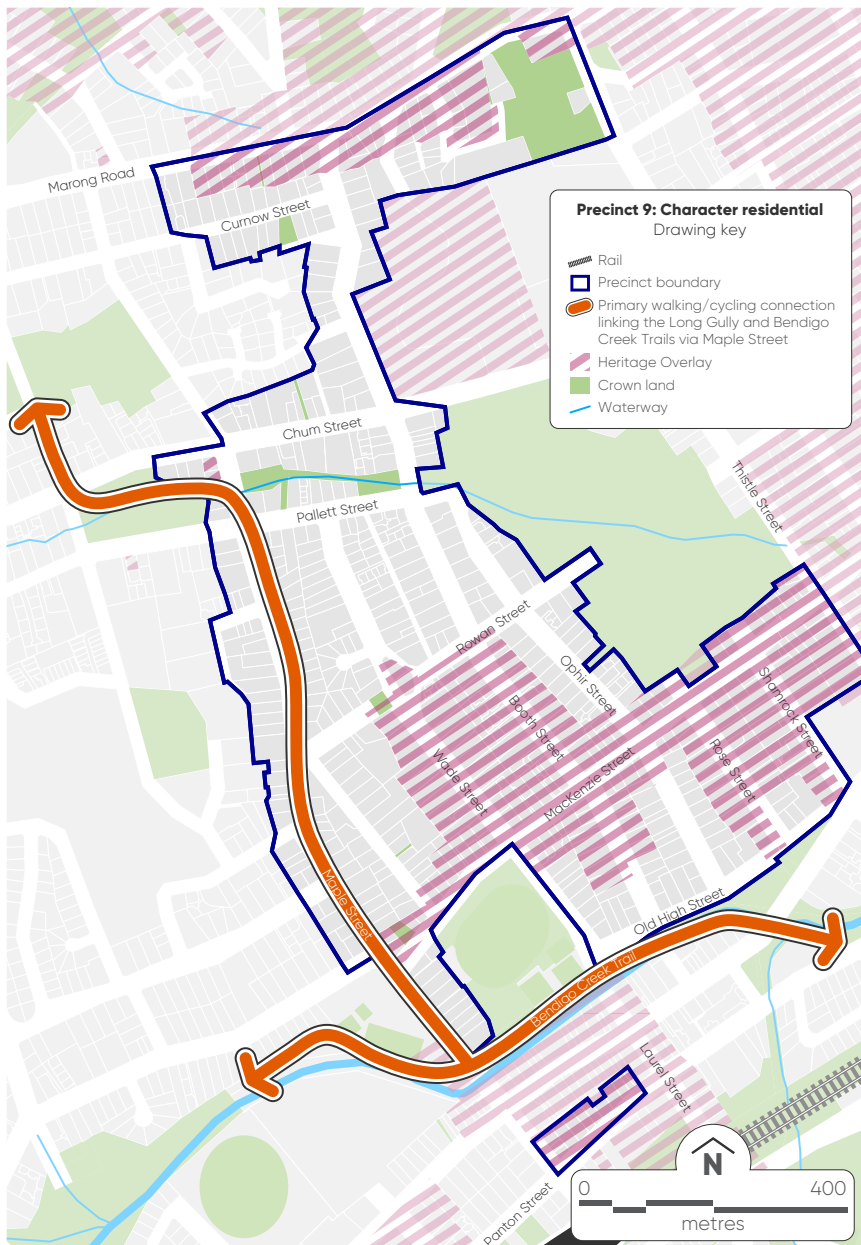 Marong Road
Curnow Street
Precinct 9: Character residential
Drawing key
Rail
Precinct boundary
Primary walking/cycling connection
linking the Long Gully and Bendigo
Creek Trails via Maple Street
Heritage Overlay
Crown land
Waterway
Chum Street
Thistle Street
Pallett Street
Rowan Street
Ophir Street
Shamrock Street
Booth Street
Rose Street
Wade Street
MacKenzie Street
Maple Street
Old High Street
Bendigo Creek Trail
Laurel Street
Panton Street
N
0 400
metres